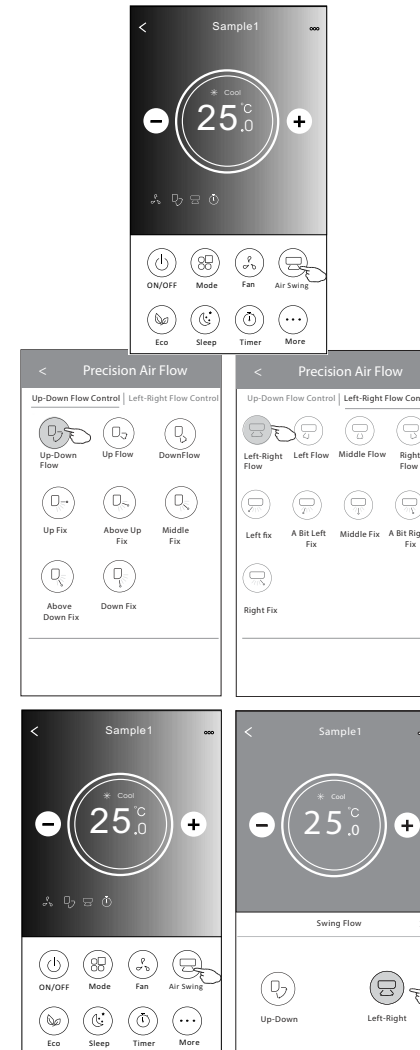 Sample1
Cool
25.0 °C
ON/OFF Mode Fan Air Swing
Eco Sleep Timer More
Precision Air Flow
Up-Down Flow Control Left-Right Flow Control
Up-Down Flow
Up Flow
DownFlow
Up Fix
Above Up Fix
Middle Fix
Above Down Fix
Down Fix
Precision Air Flow
Up-Down Flow Control Left-Right Flow
Left-Right Flow
Left Flow
Middle Flow
Right Flow
Left fix
A Bit Left Fix
Middle Fix
A Bit Fix
Right Fix
Sample1
Cool
25.0 °C
ON/OFF Mode Fan Air Swing
Eco Sleep Timer More
Sample1
Cool
25.0 °C
Swing Flow
Up-Down Left-Right